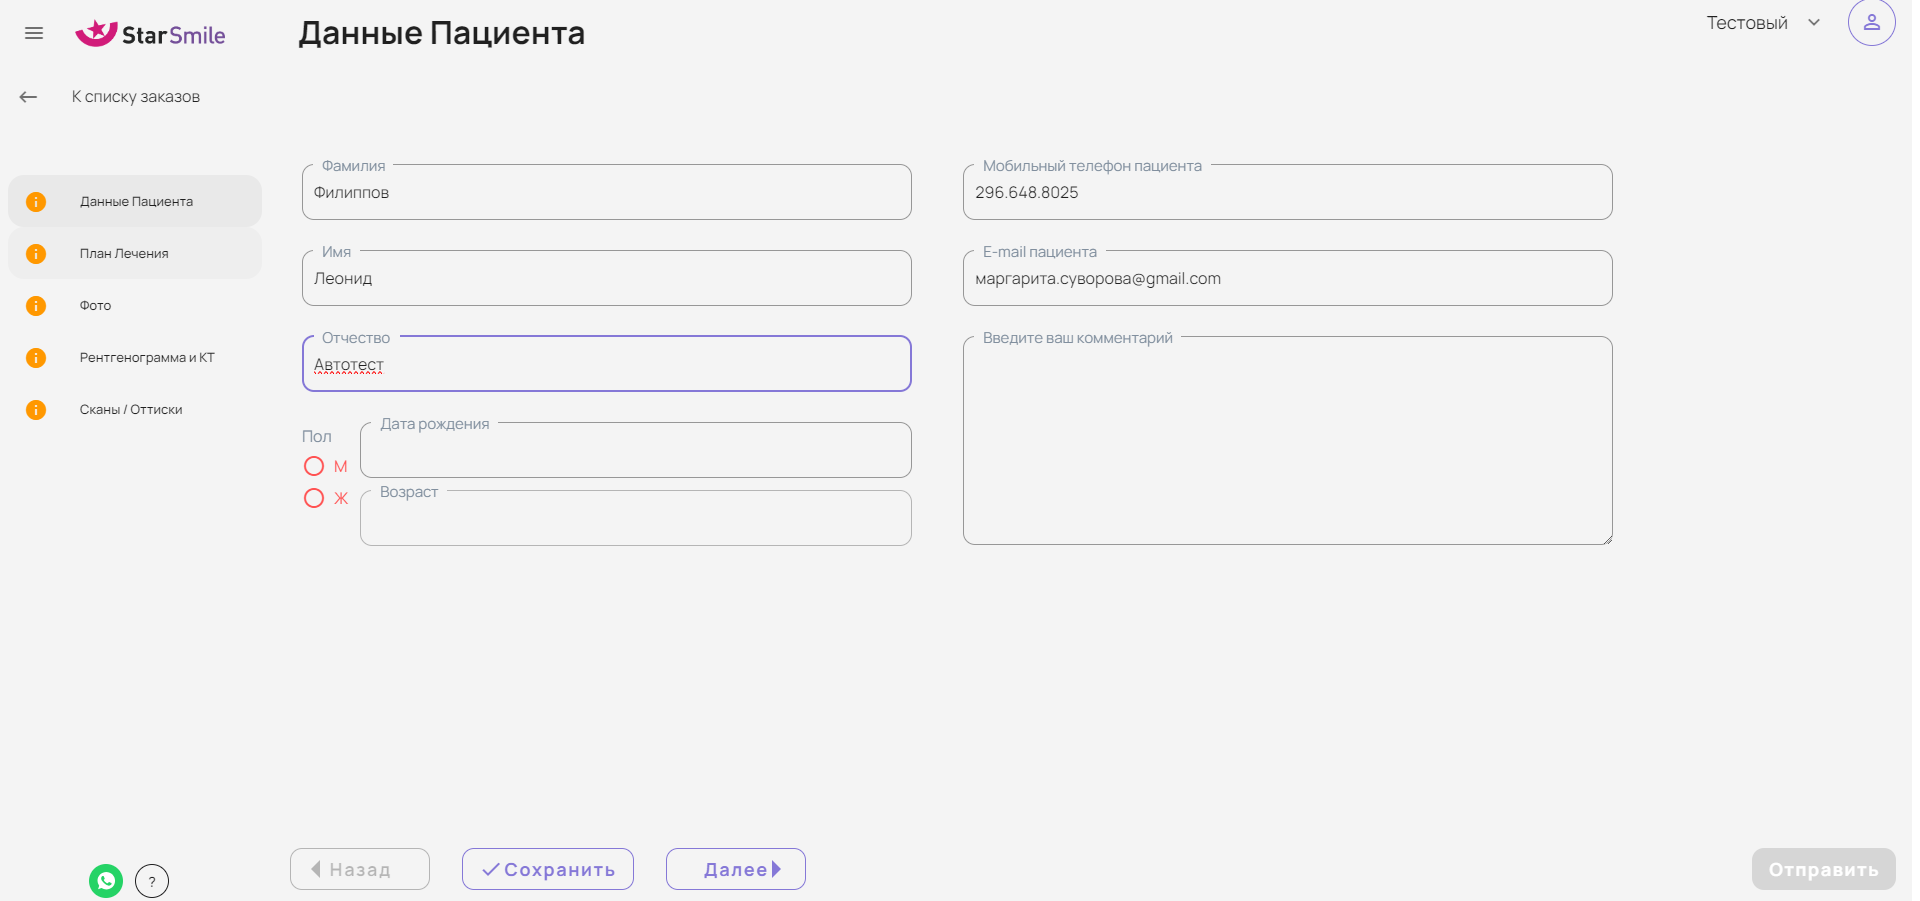 StarSmile
Данные Пациента
Тестовый
К списку заказов
Данные Пациента
План Лечения
Фото
Рентгенограмма и КТ
Сканы / Оттиски
Фамилия
Филиппов
Имя
Леонид
Отчество
Автотест
Пол
М
Ж
Дата рождения
Возраст
Мобильный телефон пациента
296.648.8025
E-mail пациента
маргарита.суворова@gmail.com
Введите ваш комментарий
?
Назад
Сохранить
Далее
Отправить